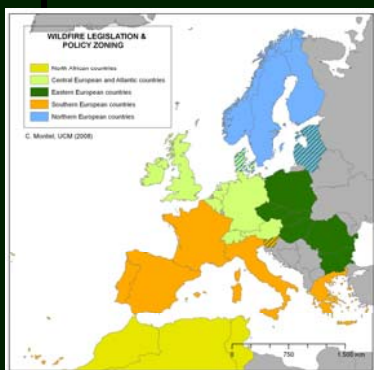 WILDFIRE LEGISLATION &
POLICY ZONING
North African countries
Central European and Atlantic countries
Eastern European countries
Southern European countries
Northern European countries
C. Montiel, UCM (2008)
0 750 1.500 km